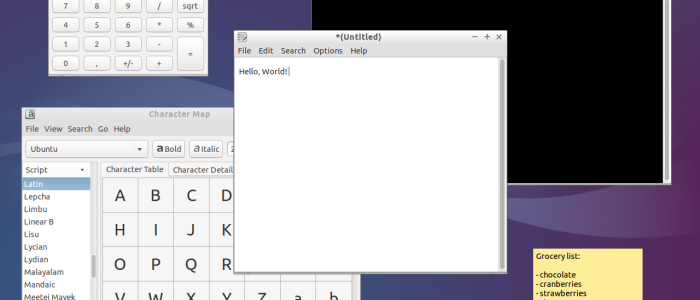 7 8 9 / sqrt
4 5 6 * %
1 2 3 - =
0 , +/- +
*(Untitled)
File Edit Search Options Help
Hello, World!
Character Map
File View Search Go Help
Ubuntu
a Bold a Italic 2
Script
Character Table Character Detail
Latin
Lepcha
Limbu
Linear B
Lisu
Lycian
Lydian
Malayalam
Mandaic
Meetei Mayek
A B C D
H I J K
O P Q R
V W X Y Z a b
Grocery list:
- chocolate
- cranberries
- strawberries